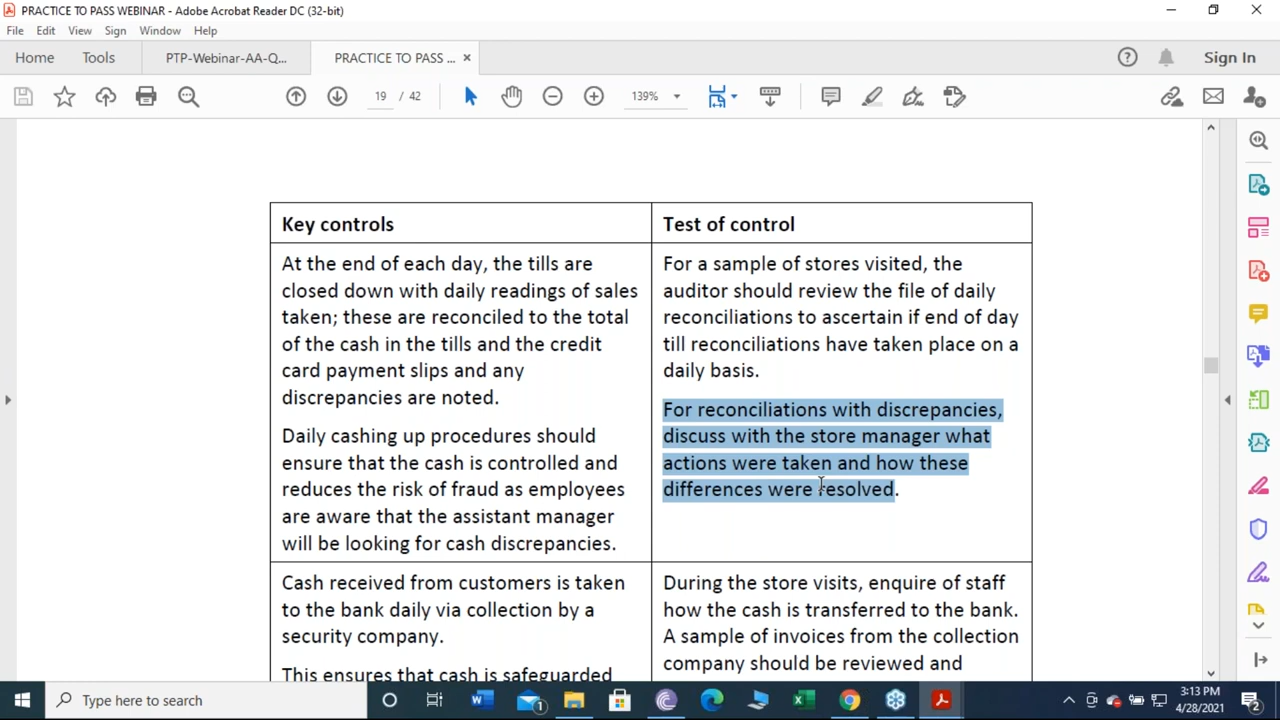 PRACTICE TO PASS WEBINAR - Adobe Acrobat Reader DC (32-bit)
File Edit View Sign Window Help
Home Tools PTP-Webinar-AA-Q... PRACTICE TO PASS ... × Sign In
19 / 42 139%
Key controls
Test of control
At the end of each day, the tills are
closed down with daily readings of sales
taken; these are reconciled to the total
of the cash in the tills and the credit
card payment slips and any
discrepancies are noted.
Daily cashing up procedures should
ensure that the cash is controlled and
reduces the risk of fraud as employees
are aware that the assistant manager
will be looking for cash discrepancies.
For a sample of stores visited, the
auditor should review the file of daily
reconciliations to ascertain if end of day
till reconciliations have taken place on a
daily basis.
For reconciliations with discrepancies,
discuss with the store manager what
actions were taken and how these
differences were resolved.
Cash received from customers is taken
to the bank daily via collection by a
security company.
This ensures that cash is safeguarded
During the store visits, enquire of staff
how the cash is transferred to the bank.
A sample of invoices from the collection
company should be reviewed and
Type here to search
3:13 PM
4/28/2021